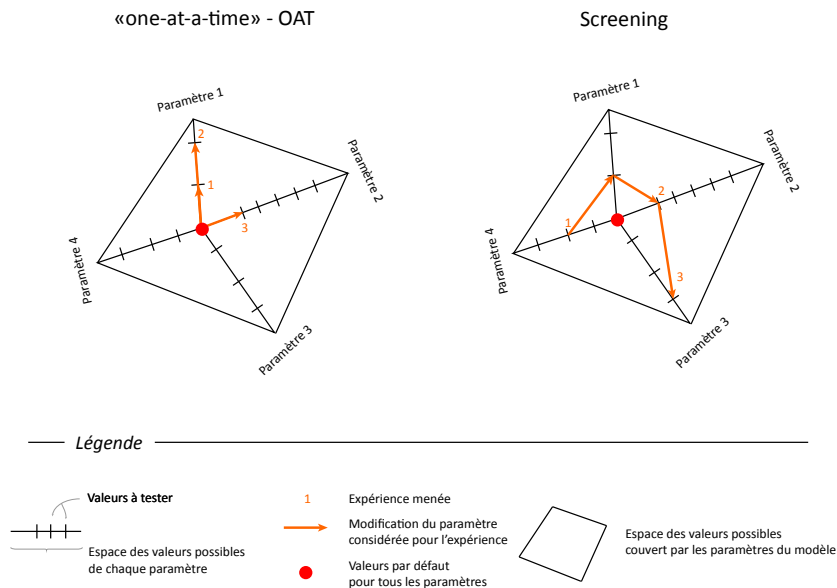 «one-at-a-time» - OAT
Screening
Paramètre 1
2
1
3
Paramètre 2
Paramètre 4
Paramètre 3
Paramètre 1
1
2
3
Paramètre 2
Paramètre 4
Paramètre 3
Légende
Valeurs à tester
Espace des valeurs possibles
de chaque paramètre
1
Expérience menée
Modification du paramètre
considérée pour l'expérience
Valeurs par défaut
pour tous les paramètres
Espace des valeurs possibles
couvert par les paramètres du modèle